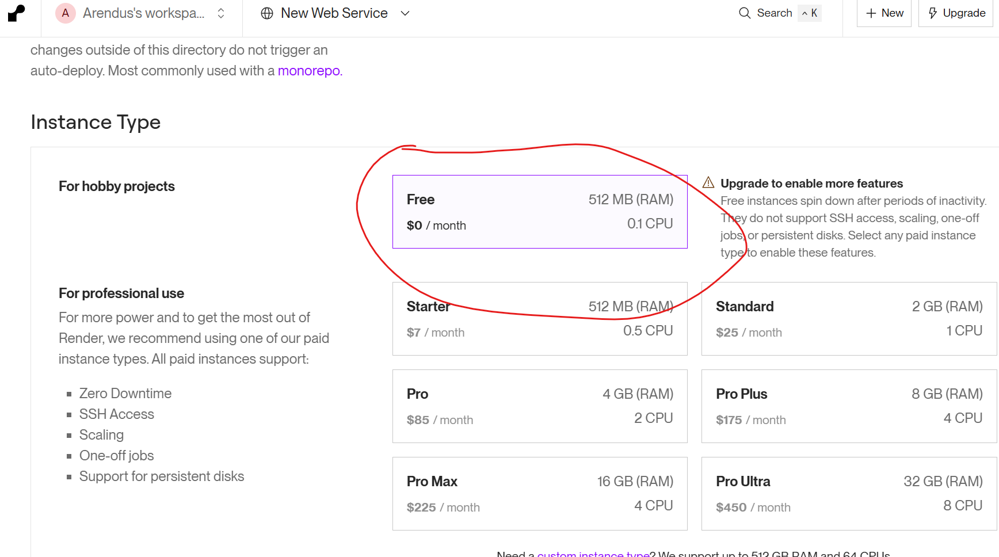 A Arendus's workspa... New Web Service Search ^ K + New Upgrade
changes outside of this directory do not trigger an
auto-deploy. Most commonly used with a monorepo.
Instance Type
For hobby projects
Free 512 MB (RAM)
$0 / month 0.1 CPU
Upgrade to enable more features
Free instances spin down after periods of inactivity.
They do not support SSH access, scaling, one-off
jobs, or persistent disks. Select any paid instance
type to enable these features.
For professional use
For more power and to get the most out of
Render, we recommend using one of our paid
instance types. All paid instances support:
Zero Downtime
SSH Access
Scaling
One-off jobs
Support for persistent disks
Starter 512 MB (RAM)
$7 / month 0.5 CPU
Standard 2 GB (RAM)
$25 / month 1 CPU
Pro 4 GB (RAM)
$85 / month 2 CPU
Pro Plus 8 GB (RAM)
$175 / month 4 CPU
Pro Max 16 GB (RAM)
$225 / month 4 CPU
Pro Ultra 32 GB (RAM)
$450 / month 8 CPU
Need a custom instance type? We support up to 512 GB RAM and 64 CPUs.